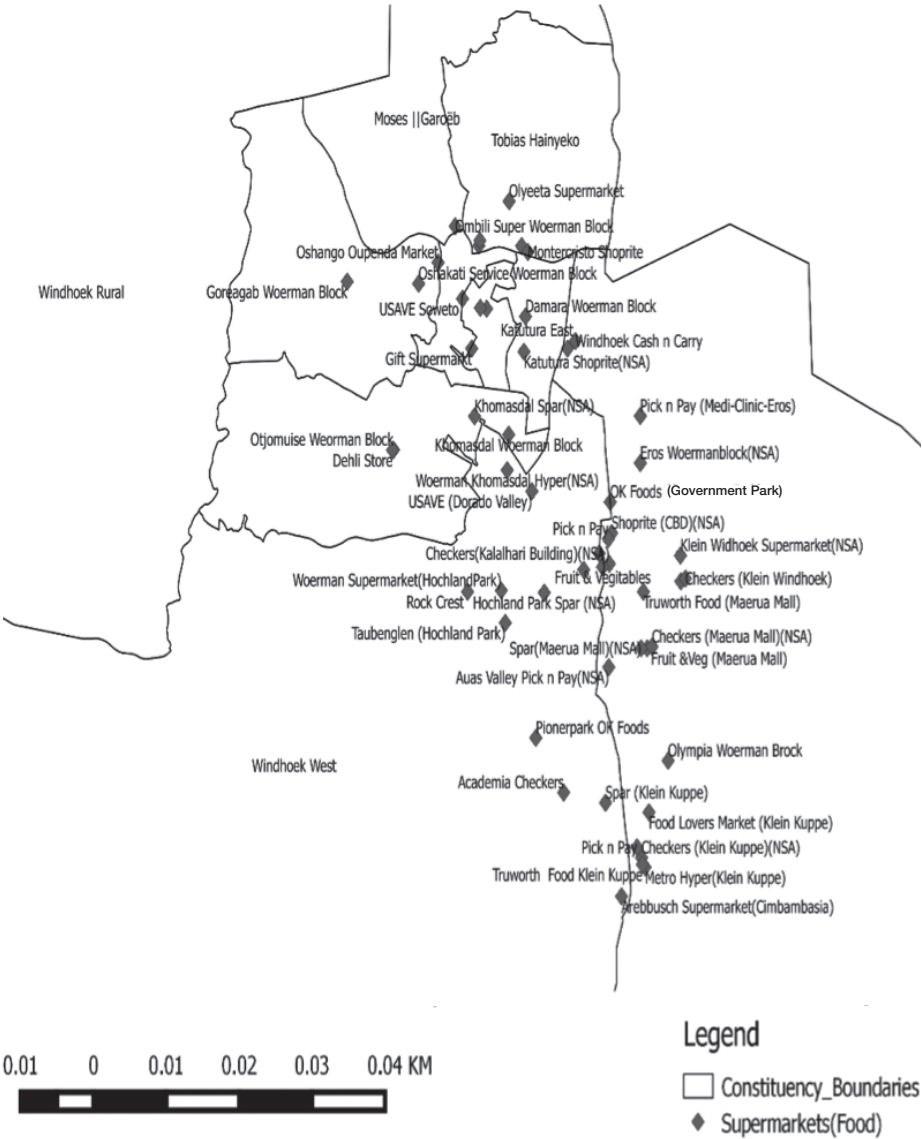 Moses ||Garoëb
Tobias Hainyeko
Olyeeta Supermarket
Ombili Super Woerman Block
Oshango Oupenda Market
Montercristo Shoprite
Oshakati Service Woerman Block
Windhoek Rural
Goreagab Woerman Block
USAVE Soweto
Damara Woerman Block
Katutura East
Windhoek Cash n Carry
Gift Supermarkt
Katutura Shoprite(NSA)
Khomasdal Spar(NSA)
Pick n Pay (Medi-Clinic-Eros)
Otjomuise Weorman Block
Khomasdal Woerman Block
Dehli Store
Eros Woermanblock(NSA)
Woerman Khomasdal Hyper(NSA)
USAVE (Dorado Valley)
OK Foods (Government Park)
Pick n Pay
Shoprite (CBD)(NSA)
Checkers(Kalalhari Building)(NSA)
Klein Widhoek Supermarket(NSA)
Woerman Supermarket(HochlandPark)
Fruit & Vegitables
Checkers (Klein Windhoek)
Rock Crest
Hochland Park Spar (NSA)
Truworth Food (Maerua Mall)
Taubenglen (Hochland Park)
Spar(Maerua Mall)(NSA)
Checkers (Maerua Mall)(NSA)
Fruit &Veg (Maerua Mall)
Auas Valley Pick n Pay(NSA)
Pionerpark OK Foods
Olympia Woerman Brock
Windhoek West
Academia Checkers
Spar (Klein Kuppe)
Food Lovers Market (Klein Kuppe)
Pick n Pay
Checkers (Klein Kuppe)(NSA)
Truworth Food Klein Kuppe
Metro Hyper(Klein Kuppe)
Arebbusch Supermarket(Cimbambasia)
Legend
0.01 0 0.01 0.02 0.03 0.04 KM
Constituency_Boundaries
Supermarkets(Food)